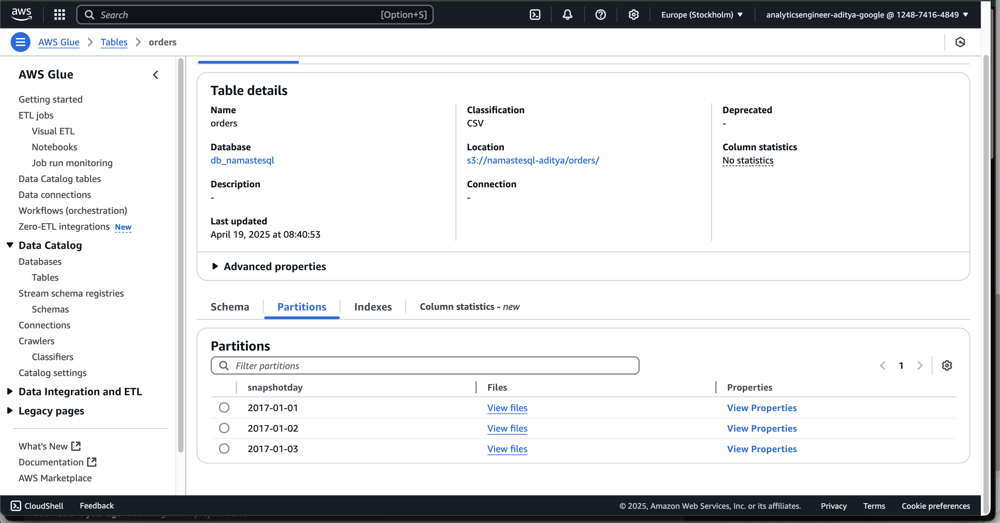 aws
Search [Option+S]
Europe (Stockholm)
analyticsengineer-aditya-google @ 1248-7416-4849
AWS Glue
Tables
orders
AWS Glue
Getting started
ETL jobs
Visual ETL
Notebooks
Job run monitoring
Data Catalog tables
Data connections
Workflows (orchestration)
Zero-ETL integrations New
Data Catalog
Databases
Tables
Stream schema registries
Schemas
Connections
Crawlers
Classifiers
Catalog settings
Data Integration and ETL
Legacy pages
What's New
Documentation
AWS Marketplace
Table details
Name
orders
Database
db_namastesql
Description
-
Last updated
April 19, 2025 at 08:40:53
Classification
CSV
Location
s3://namastesql-aditya/orders/
Connection
-
Deprecated
-
Column statistics
No statistics
Advanced properties
Schema
Partitions
Indexes
Column statistics - new
Partitions
Filter partitions
1
snapshotday Files Properties
2017-01-01 View files View Properties
2017-01-02 View files View Properties
2017-01-03 View files View Properties
CloudShell
Feedback
© 2025, Amazon Web Services, Inc. or its affiliates.
Privacy
Terms
Cookie preferences